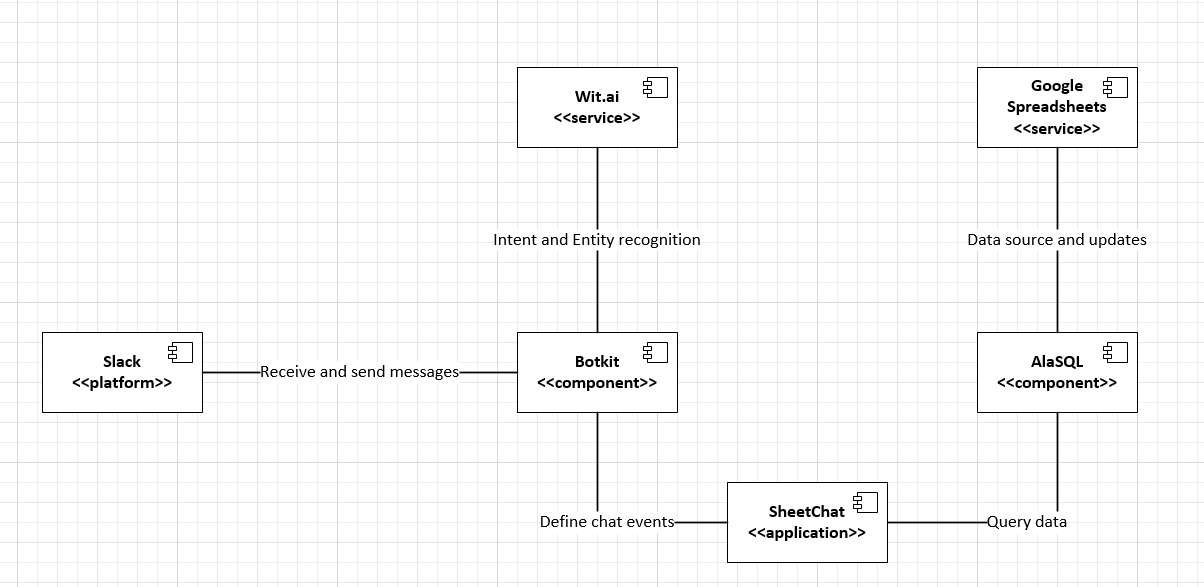 Wit.ai
<<service>>
Google
Spreadsheets
<<service>>
Intent and Entity recognition
Data source and updates
Slack
<<platform>>
Receive and send messages
Botkit
<<component>>
AlaSQL
<<component>>
Define chat events
SheetChat
<<application>>
Query data